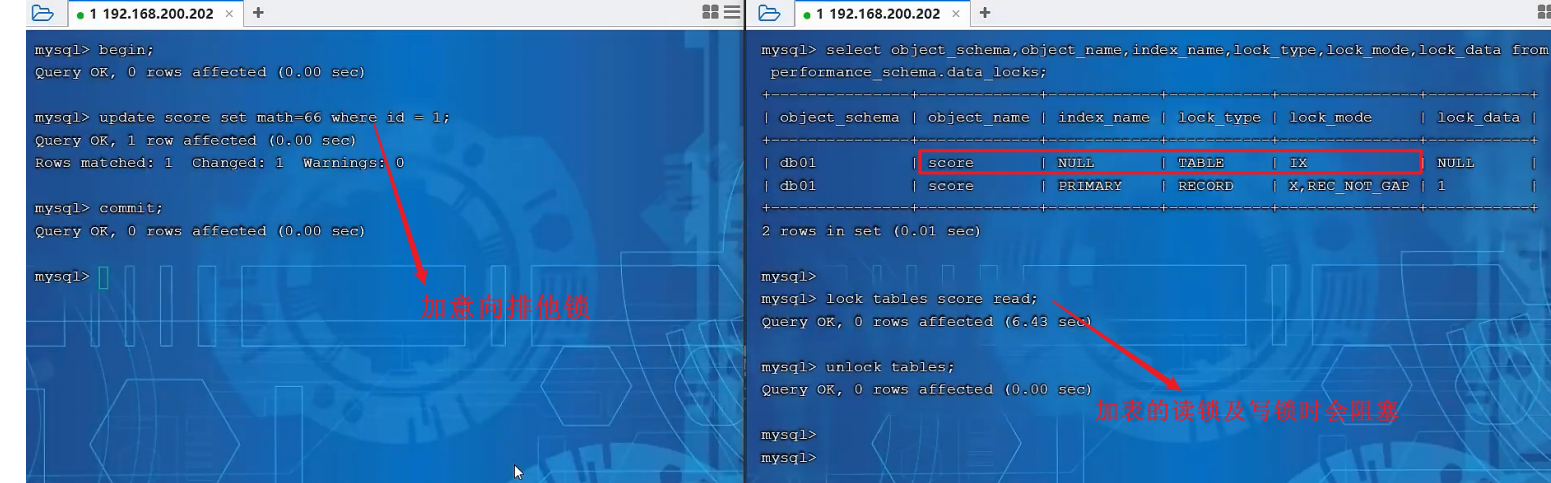 1 192.168.200.202 × +
mysql> begin;
Query OK, 0 rows affected (0.00 sec)
mysql> update score set math=66 where id = 1;
Query OK, 1 row affected (0.00 sec)
Rows matched: 1  Changed: 1  Warnings: 0
mysql> commit;
Query OK, 0 rows affected (0.00 sec)
mysql>
加意向排他锁
1 192.168.200.202 × +
mysql> select object_schema,object_name,index_name,lock_type,lock_mode,lock_data from
performance_schema.data_locks;
+---------------+-------------+------------+-----------+---------------+-----------+
| object_schema | object_name | index_name | lock_type | lock_mode     | lock_data |
+---------------+-------------+------------+-----------+---------------+-----------+
| db01          | score       | NULL       | TABLE     | IX            | NULL      |
| db01          | score       | PRIMARY    | RECORD    | X,REC_NOT_GAP | 1         |
+---------------+-------------+------------+-----------+---------------+-----------+
2 rows in set (0.01 sec)
mysql>
mysql> lock tables score read;
Query OK, 0 rows affected (6.43 sec)
mysql> unlock tables;
Query OK, 0 rows affected (0.00 sec)
加表的读锁及写锁时会阻塞
mysql>
mysql>